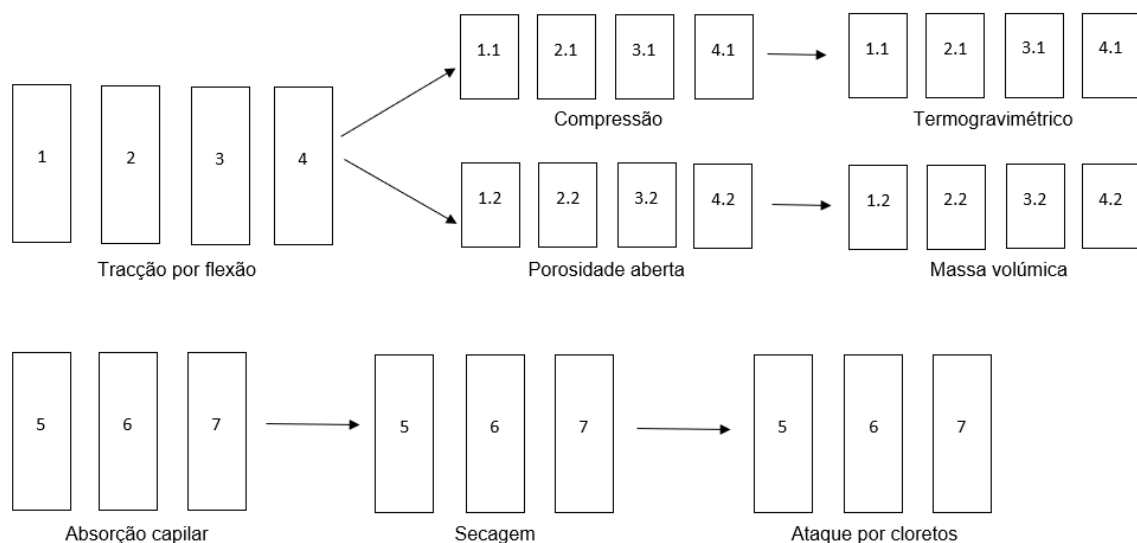 1.1 2.1 3.1 4.1 1.1 2.1 3.1 4.1
Compressão Termogravimétrico
1 2 3 4
1.2 2.2 3.2 4.2 1.2 2.2 3.2 4.2
Tracção por flexão Porosidade aberta Massa volúmica
5 6 7 5 6 7 5 6 7
Absorção capilar Secagem Ataque por cloretos